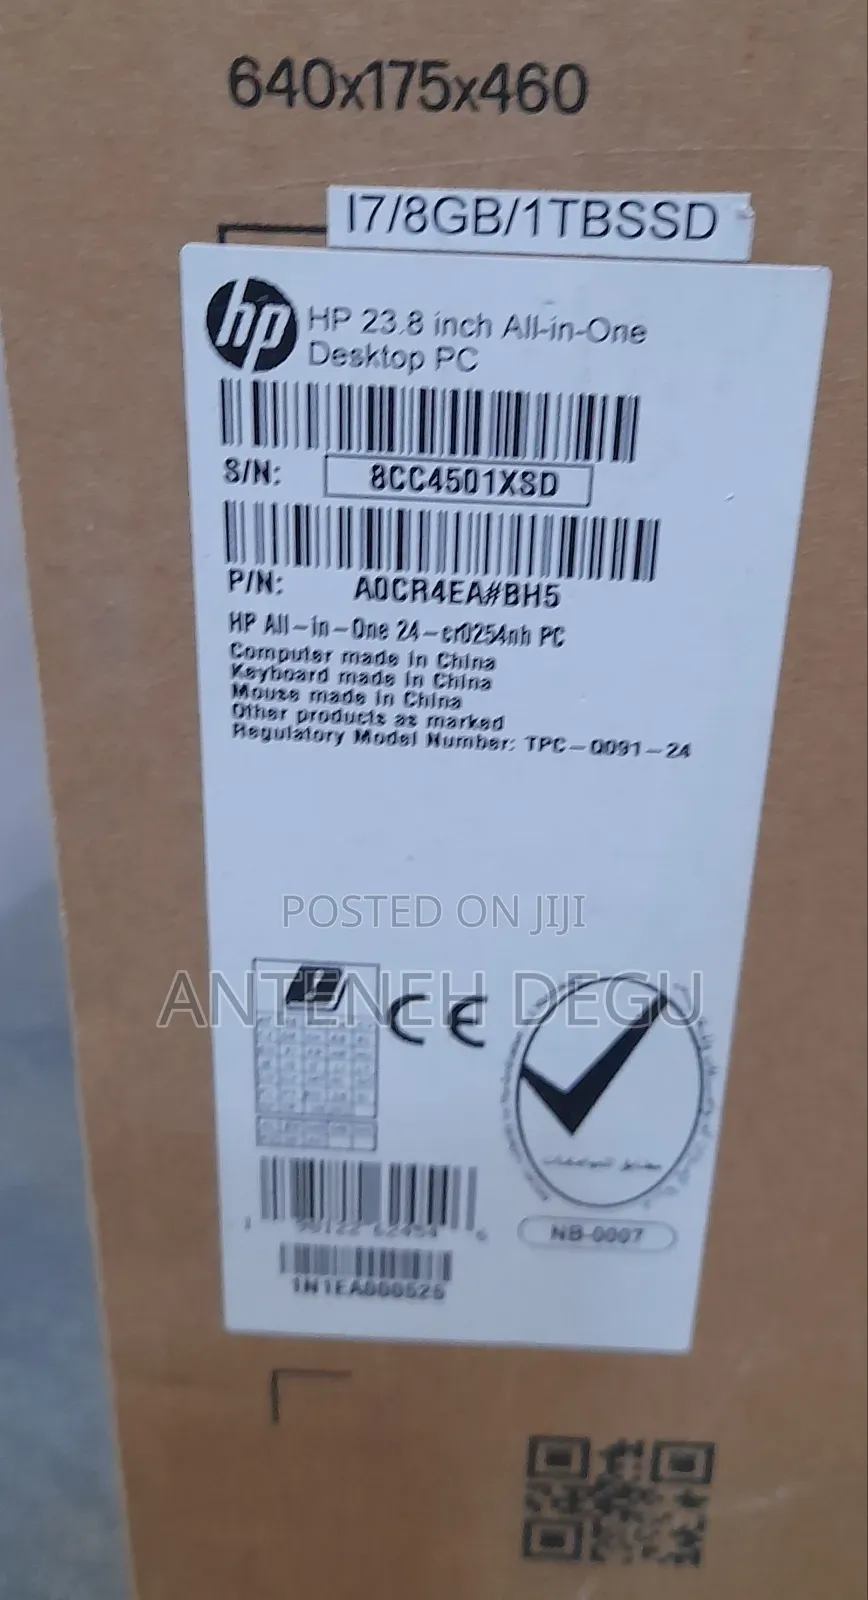 640x175x460
I7/8GB/1TBSSD
hp
HP 23.8 inch All-in-One
Desktop PC
S/N: 8CC4501XSD
P/N: A0CR4EA#BH5
HP All-in-One 24-cr0254nh PC
Computer made in China
Keyboard made in China
Mouse made in China
Other products as marked
Regulatory Model Number: TPC-Q091-24
POSTED ON JIJI
ANTENEH DEGU
CE
NB-0007
1N1EA000525